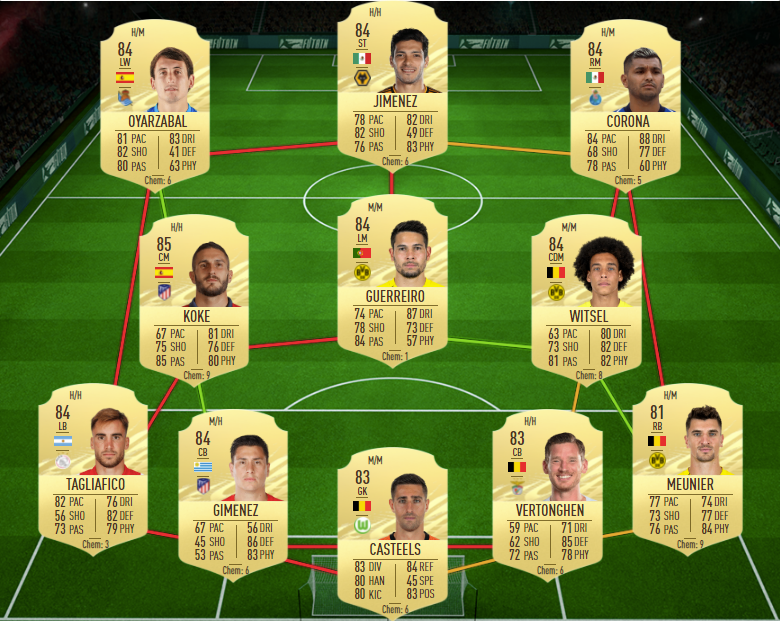 H/M
84
LW
OYARZABAL
81 PAC 83 DRI
82 SHO 41 DEF
80 PAS 63 PHY
Chem: 6
H/H
84
ST
JIMENEZ
78 PAC 82 DRI
82 SHO 49 DEF
76 PAS 83 PHY
Chem: 6
H/M
84
RM
CORONA
84 PAC 88 DRI
68 SHO 77 DEF
78 PAS 60 PHY
Chem: 5
H/H
85
CM
KOKE
67 PAC 81 DRI
75 SHO 76 DEF
85 PAS 80 PHY
Chem: 9
M/M
84
LM
GUERREIRO
74 PAC 87 DRI
78 SHO 73 DEF
84 PAS 57 PHY
Chem: 1
M/M
84
CDM
WITSEL
63 PAC 80 DRI
73 SHO 82 DEF
81 PAS 82 PHY
Chem: 8
H/H
84
LB
TAGLIAFICO
82 PAC 76 DRI
56 SHO 82 DEF
73 PAS 79 PHY
Chem: 3
M/H
84
CB
GIMENEZ
67 PAC 56 DRI
45 SHO 86 DEF
53 PAS 83 PHY
Chem: 6
M/M
83
GK
CASTEELS
83 DIV 84 REF
80 HAN 45 SPE
80 KIC 83 POS
Chem: 6
H/H
83
CB
VERTONGHEN
59 PAC 71 DRI
62 SHO 85 DEF
72 PAS 78 PHY
Chem: 6
H/M
81
RB
MEUNIER
77 PAC 74 DRI
73 SHO 77 DEF
76 PAS 84 PHY
Chem: 9